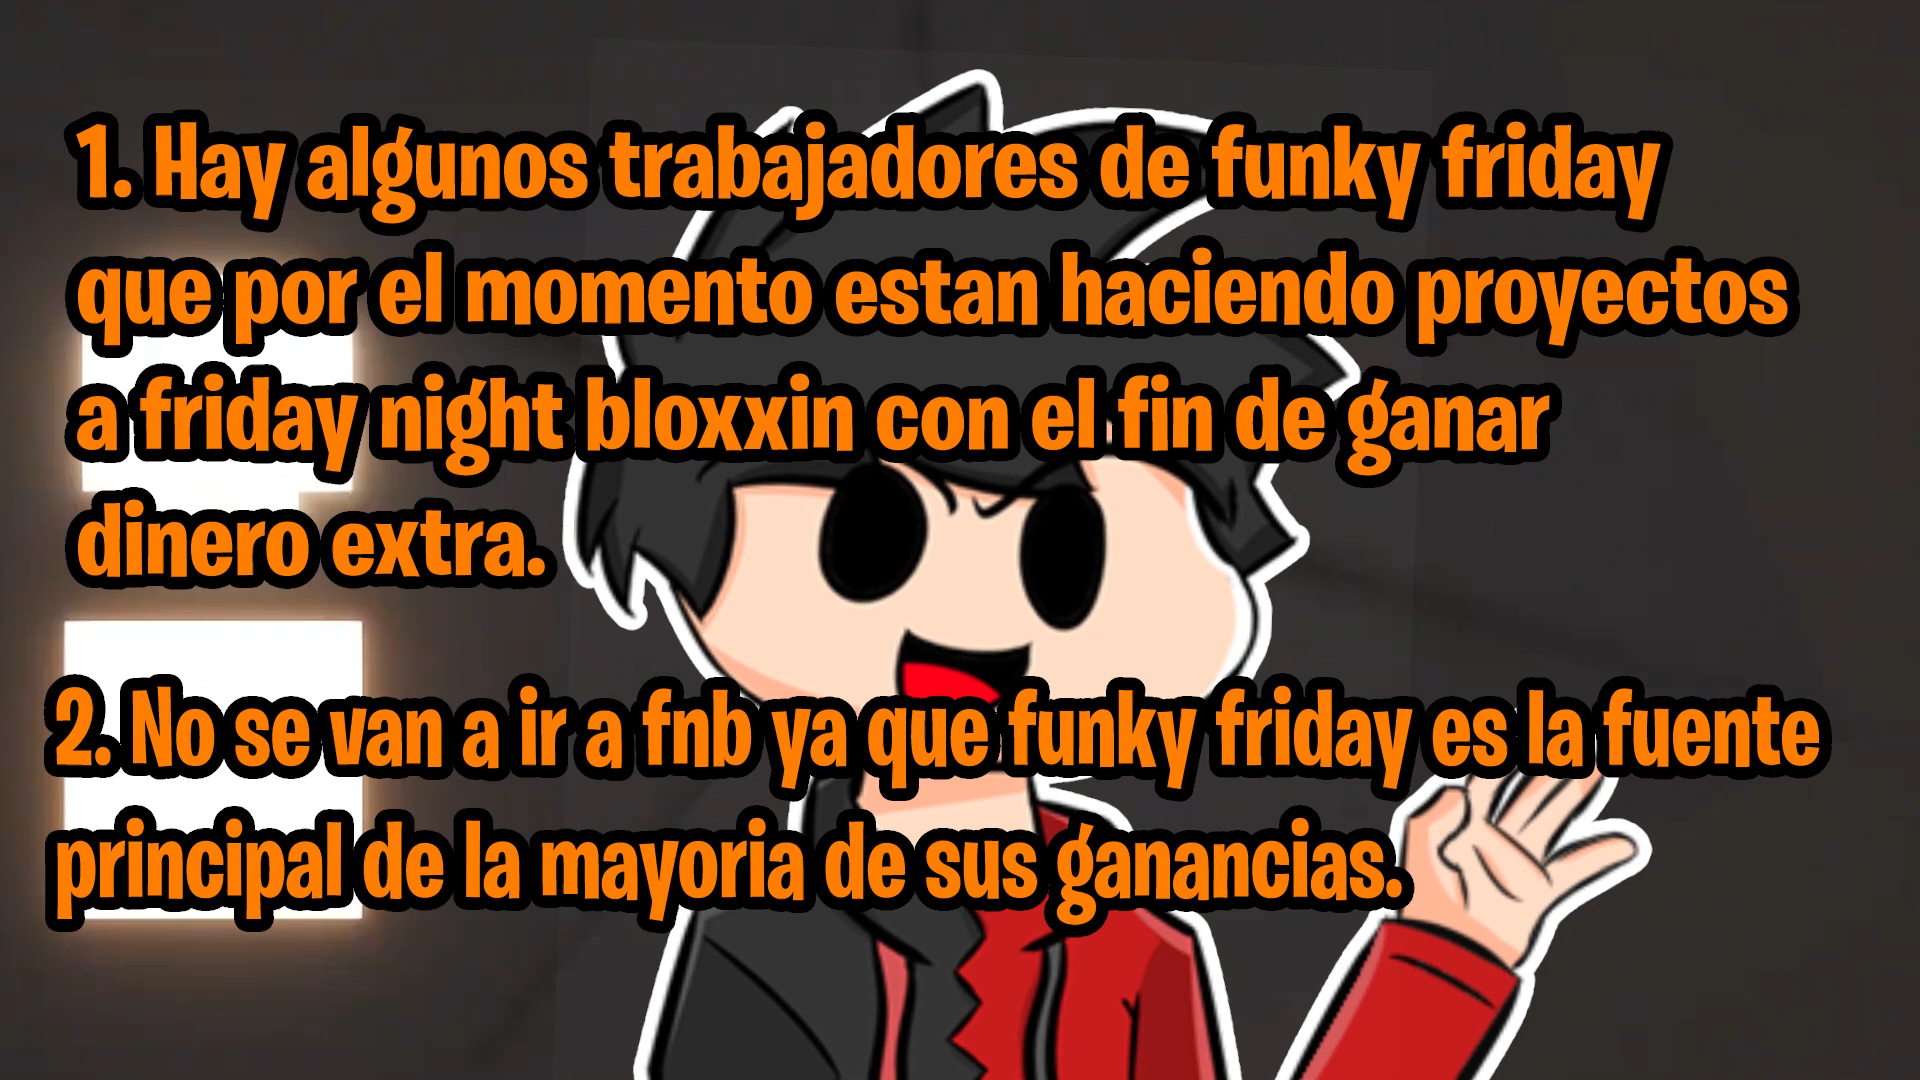 1. Hay algunos trabajadores de funky friday
que por el momento estan haciendo proyectos
a friday night bloxxin con el fin de ganar
dinero extra.
2. No se van a ir a fnb ya que funky friday es la fuente
principal de la mayoria de sus ganancias.